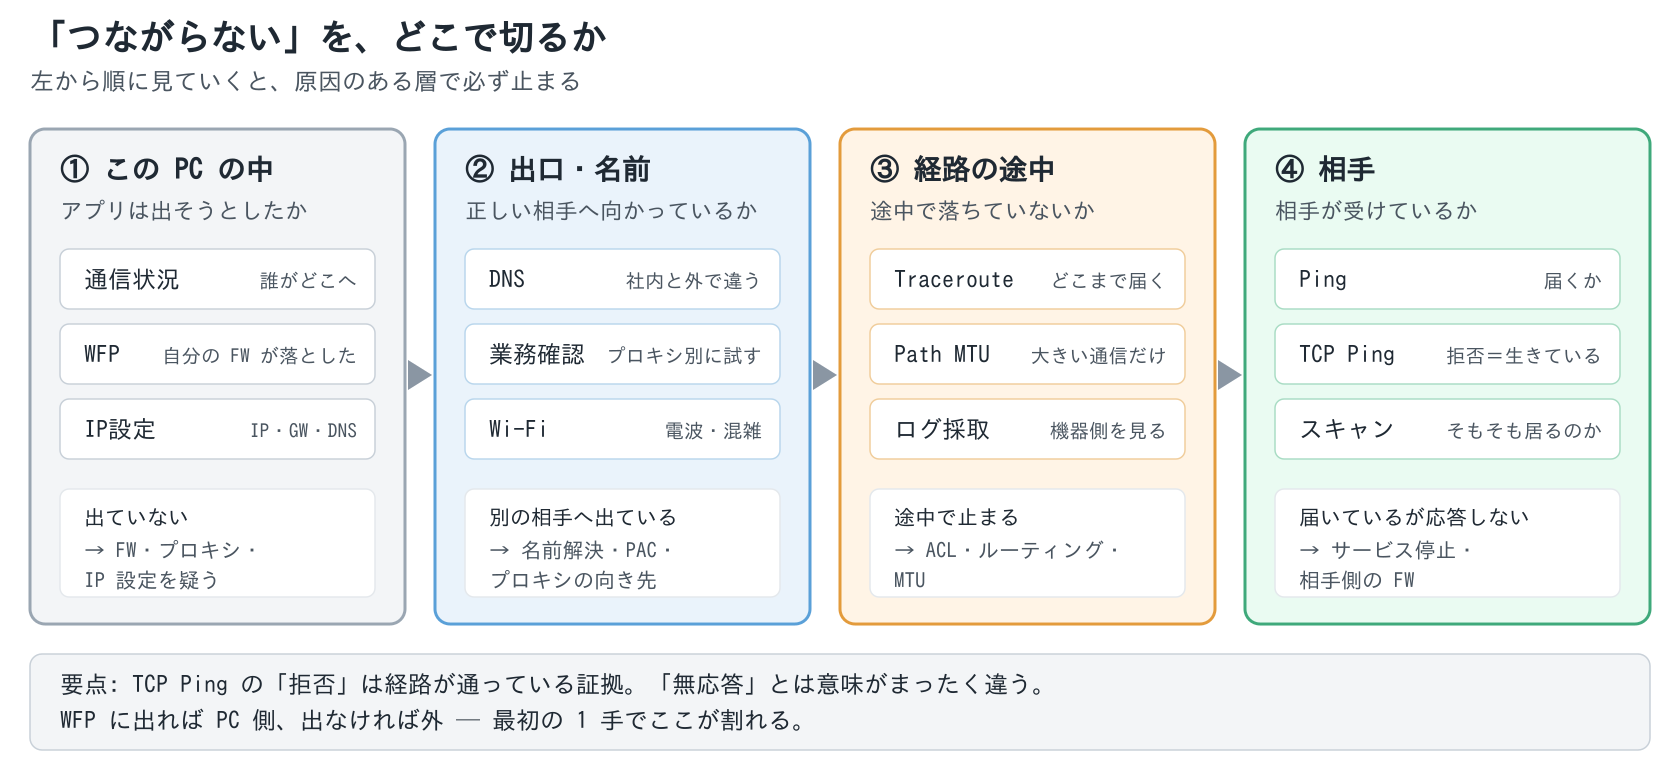 「つながらない」を、どこで切るか
左から順に見ていくと、原因のある層で必ず止まる
① この PC の中
アプリは出そうとしたか
通信状況 誰がどこへ
WFP 自分の FW が落とした
IP設定 IP・GW・DNS
出ていない
→ FW・プロキシ・
IP 設定を疑う
② 出口・名前
正しい相手へ向かっているか
DNS 社内と外で違う
業務確認 プロキシ別に試す
Wi-Fi 電波・混雑
別の相手へ出ている
→ 名前解決・PAC・
プロキシの向き先
③ 経路の途中
途中で落ちていないか
Traceroute どこまで届く
Path MTU 大きい通信だけ
ログ採取 機器側を見る
途中で止まる
→ ACL・ルーティング・
MTU
④ 相手
相手が受けているか
Ping 届くか
TCP Ping 拒否＝生きている
スキャン そもそも居るのか
届いているが応答しない
→ サービス停止・
相手側の FW
要点: TCP Ping の「拒否」は経路が通っている証拠。「無応答」とは意味がまったく違う。
WFP に出れば PC 側、出なければ外 — 最初の 1 手でここが割れる。